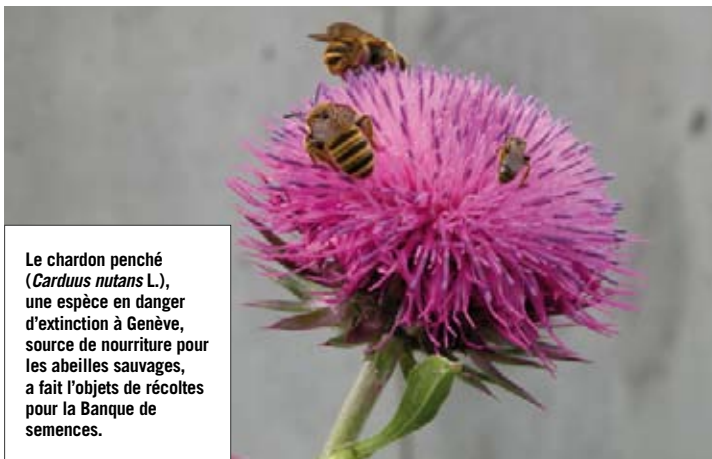 Le chardon penché
(Carduus nutans L.),
une espèce en danger
d'extinction à Genève,
source de nourriture pour
les abeilles sauvages,
a fait l'objets de récoltes
pour la Banque de
semences.